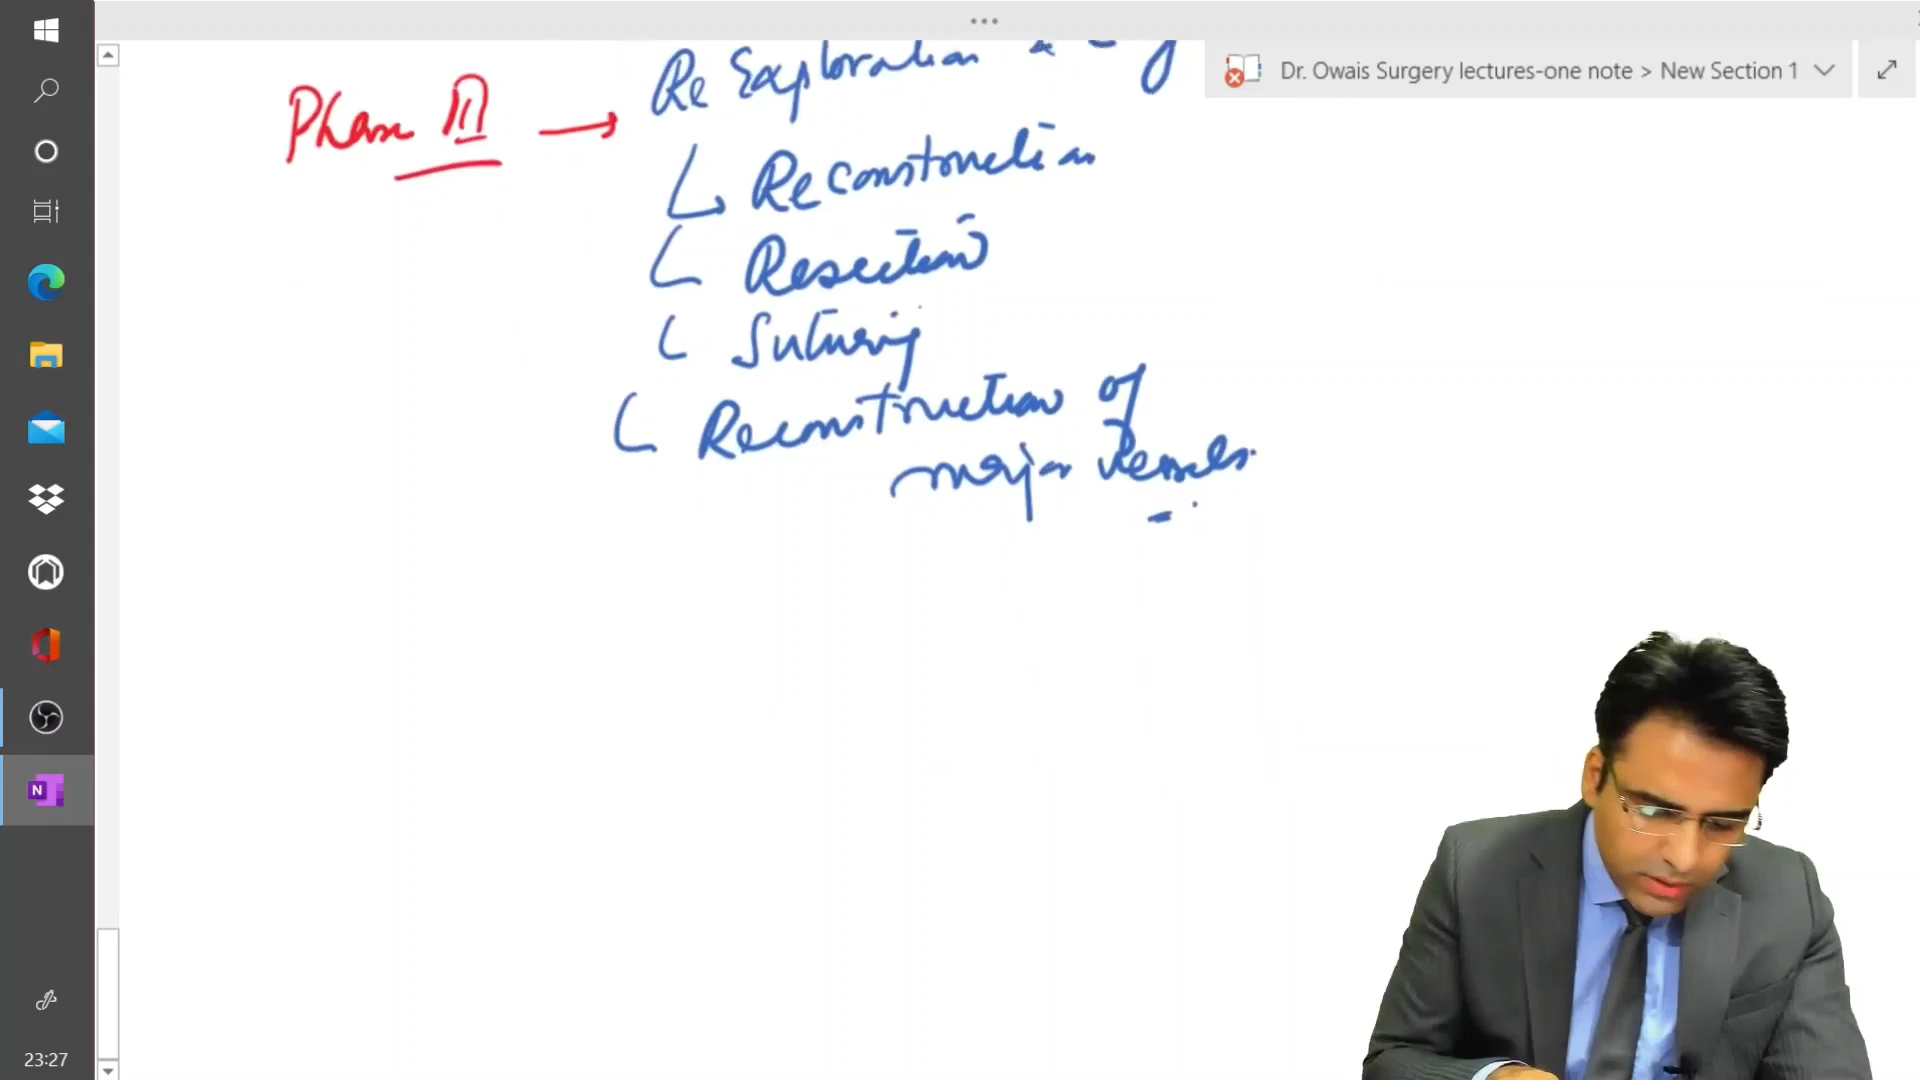 Dr. Owais Surgery lectures-one note > New Section 1
Phase III → Re Exploration &
Reconstruction
Resection
Suturing
Reconstruction of
major Vessels.
N
23:27